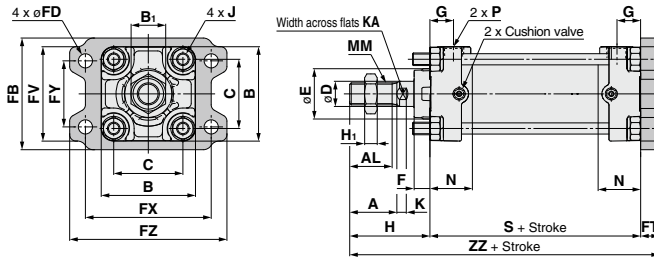 4 x øFD
B1
4 x J
FB
FV
FY
C
B
C
B
FX
FZ
Width across flats KA
G
2 x P
G
MM
2 x Cushion valve
øE
øD
H1
AL
F
N
N
A
K
H
S + Stroke
FT
ZZ + Stroke